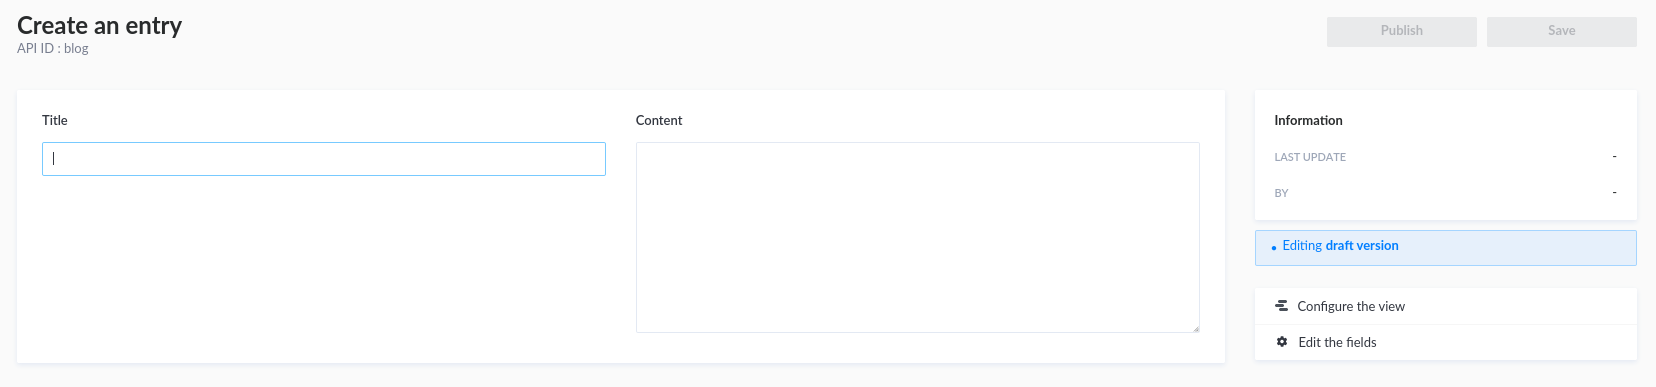 Create an entry
API ID : blog
Publish
Save
Title
Content
Information
LAST UPDATE -
BY -
• Editing draft version
Configure the view
Edit the fields